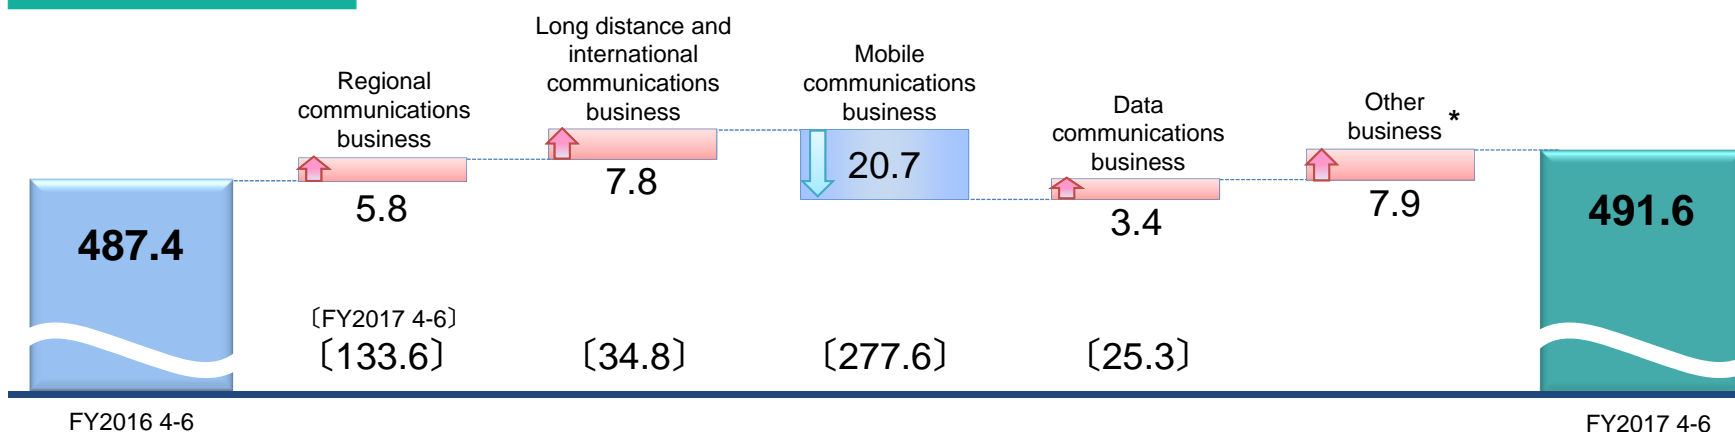 Regional
communications
business
5.8
Long distance and
international
communications
business
7.8
Mobile
communications
business
20.7
Data
communications
business
3.4
Other
business *
7.9
487.4
491.6
〔FY2017 4-6〕
〔133.6〕
〔34.8〕
〔277.6〕
〔25.3〕
FY2016 4-6
FY2017 4-6